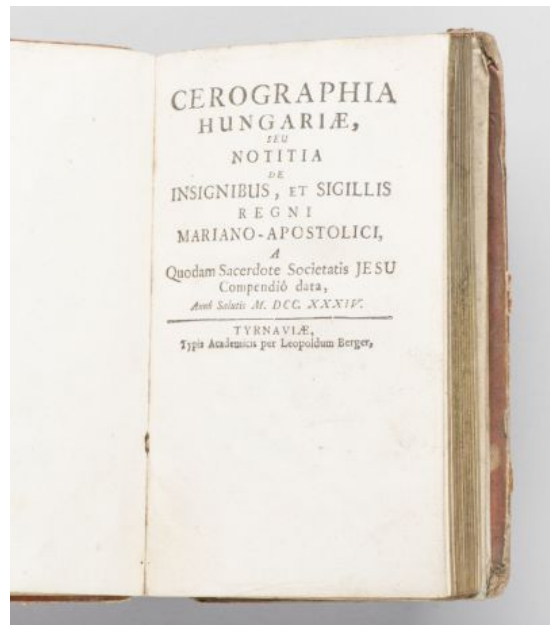 CEROGRAPHIA
HUNGARIÆ,
SEU
NOTITIA
DE
INSIGNIBUS, ET SIGILLIS
REGNI
MARIANO-APOSTOLICI,
A
Quodam Sacerdote Societatis JESU
Compendiô data,
Annô Salutis M. DCC. XXXIV.
TYRNAVIÆ,
Typis Academicis per Leopoldum Berger,